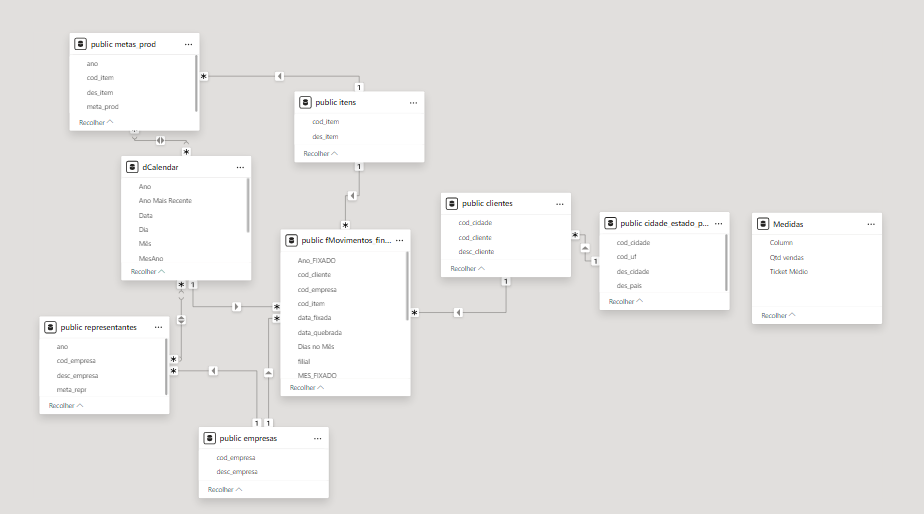 public metas_prod
ano
cod_item
des_item
meta_prod
Recolher
*
1
public itens
cod_item
des_item
Recolher
1
*
*
dCalendar
Ano
Ano Mais Recente
Data
Dia
Mês
MesAno
Recolher
* 1
public clientes
cod_cidade
cod_cliente
desc_cliente
Recolher
1
*
1
public cidade_estado_p...
cod_cidade
cod_uf
des_cidade
des_pais
Recolher
Medidas
Column
Qtd vendas
Ticket Médio
Recolher
public fMovimentos_fin...
Ano_FIXADO
cod_cliente
cod_empresa
cod_item
data_fixada
data_quebrada
Dias no Mês
filial
MES_FIXADO
Recolher
*
*
*
public representantes
ano
cod_empresa
desc_empresa
meta_repr
Recolher
*
*
1 1
public empresas
cod_empresa
desc_empresa
Recolher